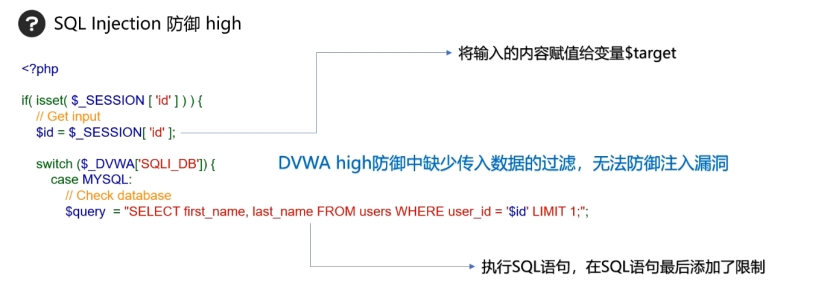 ? SQL Injection 防御 high
将输入的内容赋值给变量$target
<?php
if( isset( $_SESSION [ 'id' ] ) ) {
// Get input
$id = $_SESSION[ 'id' ];
switch ($_DVWA['SQLI_DB']) {
DVWA high防御中缺少传入数据的过滤，无法防御注入漏洞
case MYSQL:
// Check database
$query = "SELECT first_name, last_name FROM users WHERE user_id = '$id' LIMIT 1;";
执行SQL语句，在SQL语句最后添加了限制